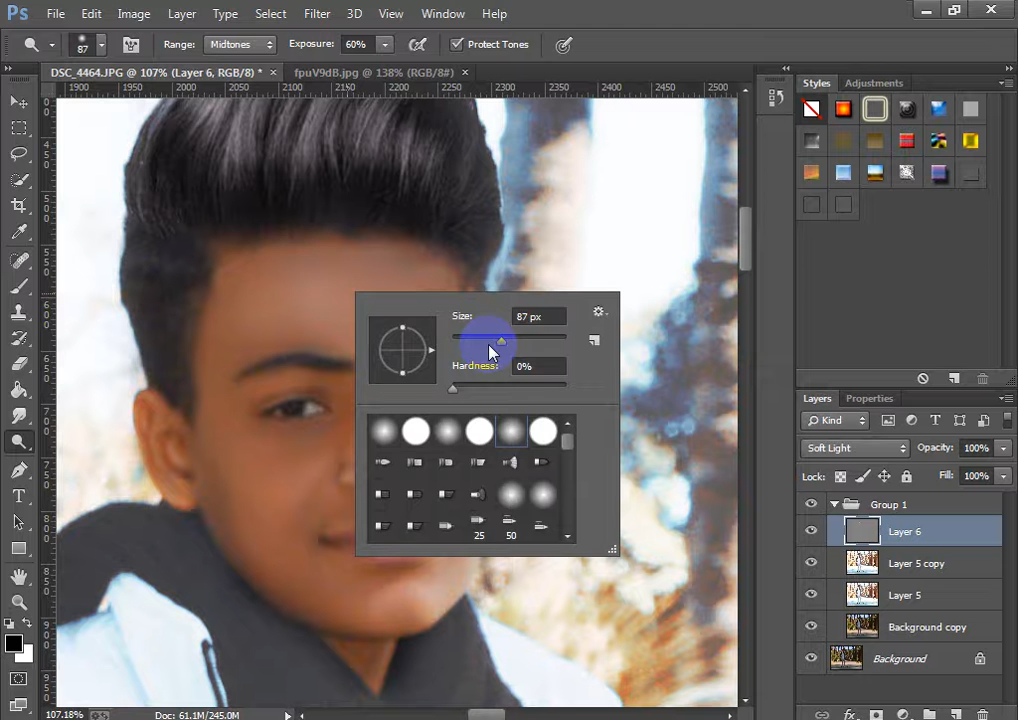 Ps File Edit Image Layer Type Select Filter 3D View Window Help
87 Range: Midtones Exposure: 60% Protect Tones
DSC_4464.JPG @ 107% (Layer 6, RGB/8) * × fpuV9dB.jpg @ 138% (RGB/8#) ×
1900 1950 2000 2050 2100 2150 2200 2250 2300 2350 2400 2450 2500
Styles Adjustments
Size: 87 px
Hardness: 0%
25 50
Layers Properties
Kind
Soft Light Opacity: 100%
Lock: Fill: 100%
Group 1
Layer 6
Layer 5 copy
Layer 5
Background copy
Background
T
fx
107.18% Doc: 61.1M/245.0M